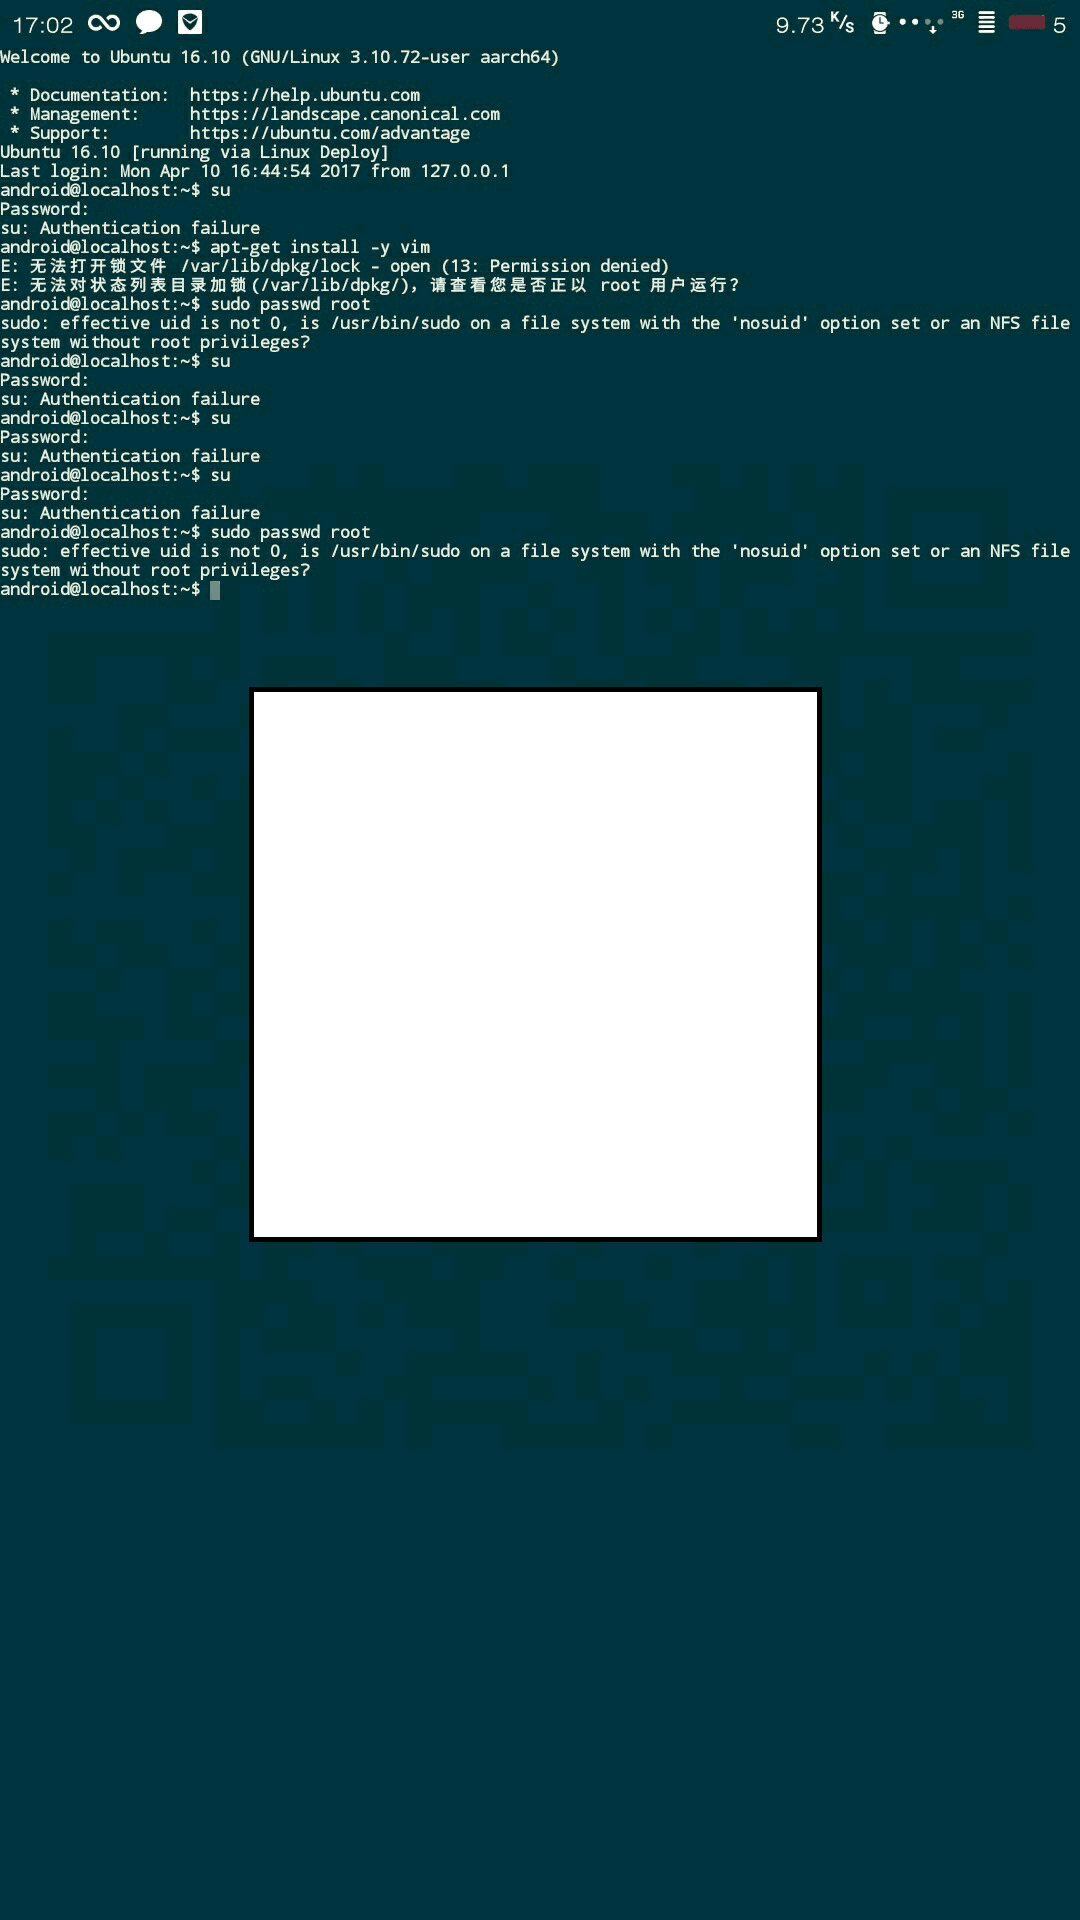 17:02 9.73 K/s 3G 5
Welcome to Ubuntu 16.10 (GNU/Linux 3.10.72-user aarch64)
* Documentation: https://help.ubuntu.com
* Management: https://landscape.canonical.com
* Support: https://ubuntu.com/advantage
Ubuntu 16.10 [running via Linux Deploy]
Last login: Mon Apr 10 16:44:54 2017 from 127.0.0.1
android@localhost:~$ su
Password:
su: Authentication failure
android@localhost:~$ apt-get install -y vim
E: 无法打开锁文件 /var/lib/dpkg/lock - open (13: Permission denied)
E: 无法对状态列表目录加锁(/var/lib/dpkg/)，请查看您是否正以 root 用户运行？
android@localhost:~$ sudo passwd root
sudo: effective uid is not 0, is /usr/bin/sudo on a file system with the 'nosuid' option set or an NFS file
system without root privileges?
android@localhost:~$ su
Password:
su: Authentication failure
android@localhost:~$ su
Password:
su: Authentication failure
android@localhost:~$ su
Password:
su: Authentication failure
android@localhost:~$ sudo passwd root
sudo: effective uid is not 0, is /usr/bin/sudo on a file system with the 'nosuid' option set or an NFS file
system without root privileges?
android@localhost:~$